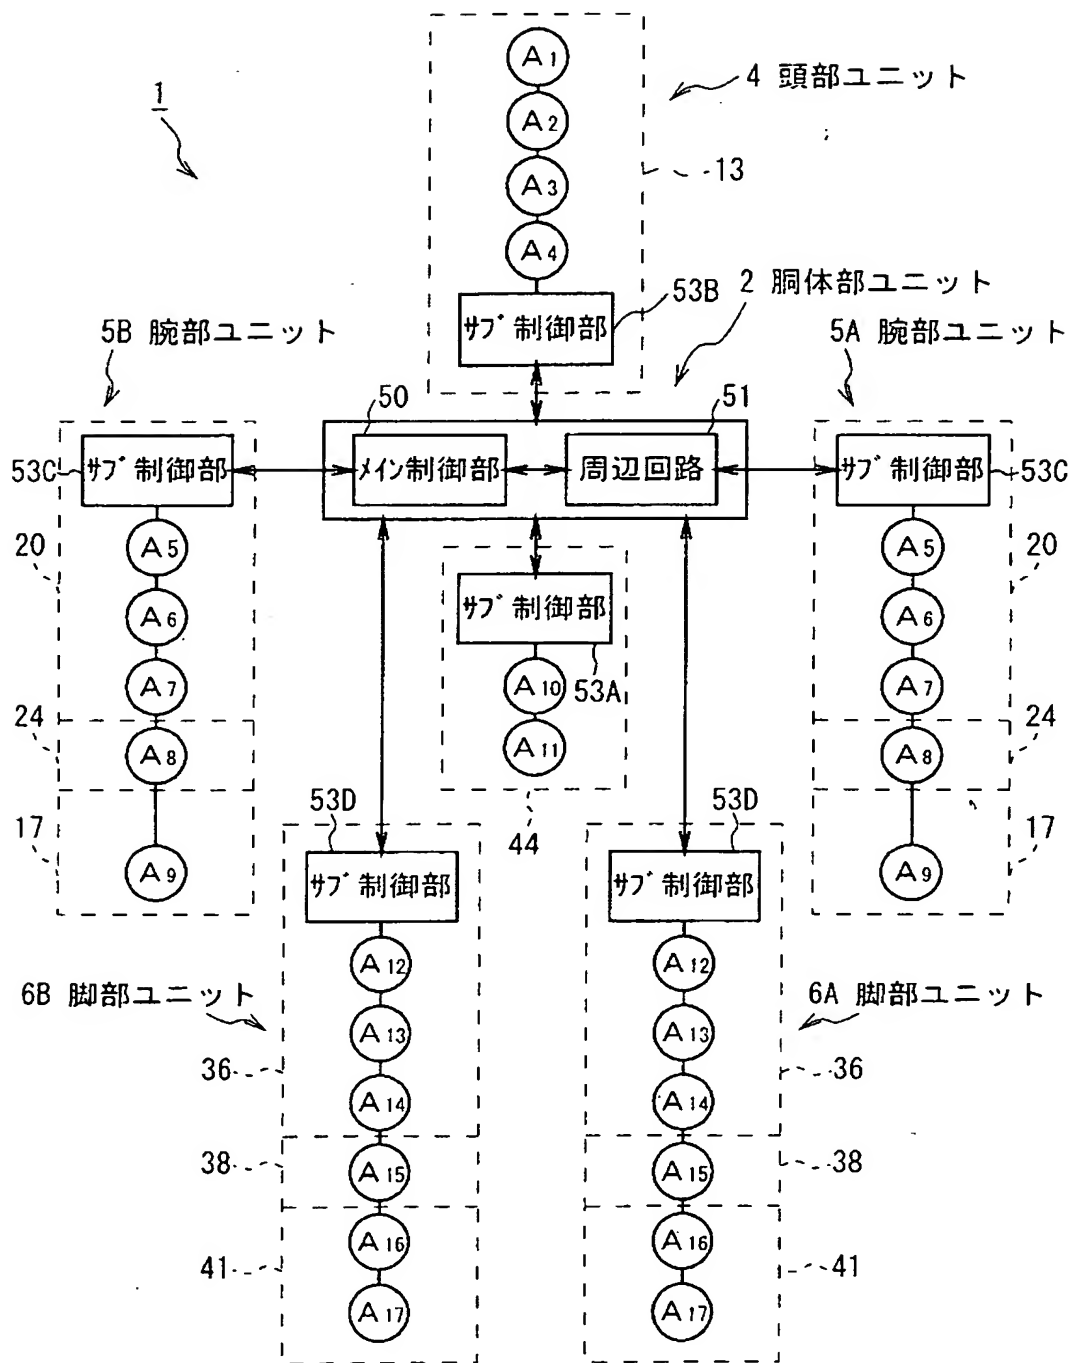 1
A1
4 頭部ユニット
A2
13
A3
A4
2 胴体部ユニット
53B
サブ制御部
5B 腕部ユニット
5A 腕部ユニット
50
51
53C
サブ制御部
メイン制御部
周辺回路
サブ制御部
53C
20
A5
A6
A7
サブ制御部
53A
A10
A11
44
A5
A6
A7
20
24
A8
A8
24
17
A9
A9
17
53D
サブ制御部
53D
サブ制御部
6B 脚部ユニット
A12
A12
6A 脚部ユニット
A13
A13
36
A14
A14
36
38
A15
A15
38
41
A16
A16
41
A17
A17